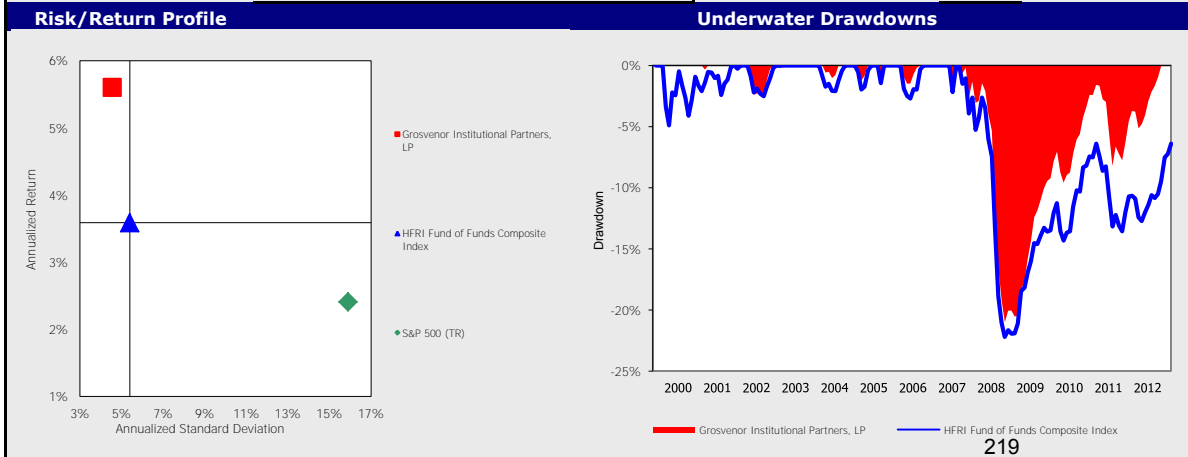 Risk/Return Profile
6%
5%
4%
3%
2%
1%
Annualized Return
3% 5% 7% 9% 11% 13% 15% 17%
Annualized Standard Deviation
Grosvenor Institutional Partners,
LP
HFRI Fund of Funds Composite
Index
S&P 500 (TR)
Underwater Drawdowns
0%
-5%
-10%
-15%
-20%
-25%
Drawdown
2000 2001 2002 2003 2004 2005 2006 2007 2008 2009 2010 2011 2012
Grosvenor Institutional Partners, LP HFRI Fund of Funds Composite Index
219